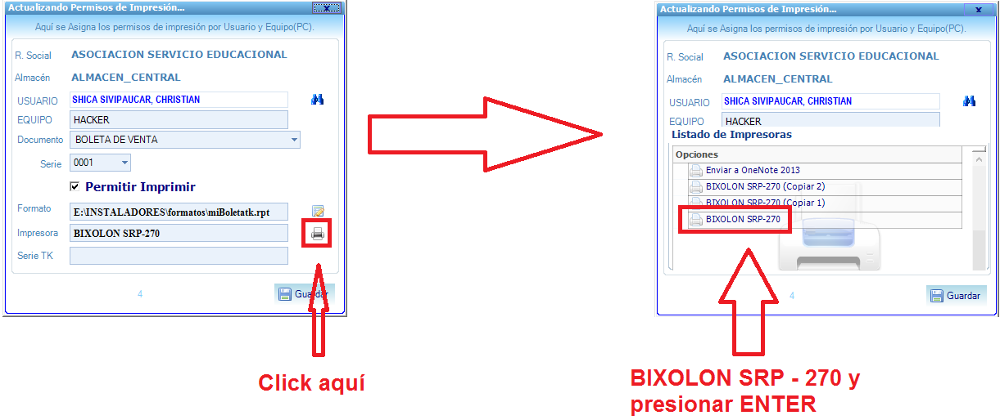 Actualizando Permisos de Impresión...
x
Aquí se Asigna los permisos de impresión por Usuario y Equipo(PC).
R. Social ASOCIACION SERVICIO EDUCACIONAL
Almacén ALMACEN_CENTRAL
USUARIO SHICA SIVIPAUCAR, CHRISTIAN
EQUIPO HACKER
Documento BOLETA DE VENTA
Serie 0001
Permitir Imprimir
Formato E:\INSTALADORES\formatos\miBoletatk.rpt
Impresora BIXOLON SRP-270
Serie TK
4
Guardar
Click aquí
Actualizando Permisos de Impresión...
x
Aquí se Asigna los permisos de impresión por Usuario y Equipo(PC).
R. Social ASOCIACION SERVICIO EDUCACIONAL
Almacén ALMACEN_CENTRAL
USUARIO SHICA SIVIPAUCAR, CHRISTIAN
EQUIPO HACKER
Listado de Impresoras
Opciones
Enviar a OneNote 2013
BIXOLON SRP-270 (Copiar 2)
BIXOLON SRP-270 (Copiar 1)
BIXOLON SRP-270
4
Guardar
BIXOLON SRP - 270 y
presionar ENTER